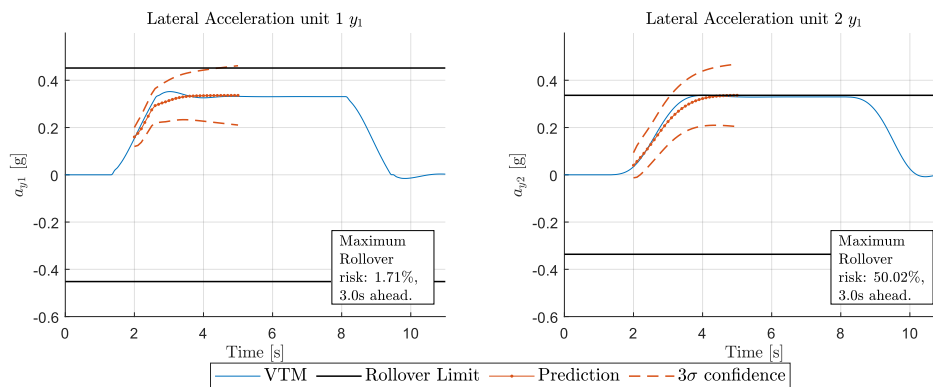 Lateral Acceleration unit 1 y₁
a_y1 [g]
0.4
0.2
0
-0.2
-0.4
-0.6
Maximum
Rollover
risk: 1.71%,
3.0s ahead.
0 2 4 6 8 10
Time [s]
Lateral Acceleration unit 2 y₁
a_y2 [g]
0.4
0.2
0
-0.2
-0.4
-0.6
Maximum
Rollover
risk: 50.02%,
3.0s ahead.
0 2 4 6 8 10
Time [s]
VTM Rollover Limit Prediction 3σ confidence